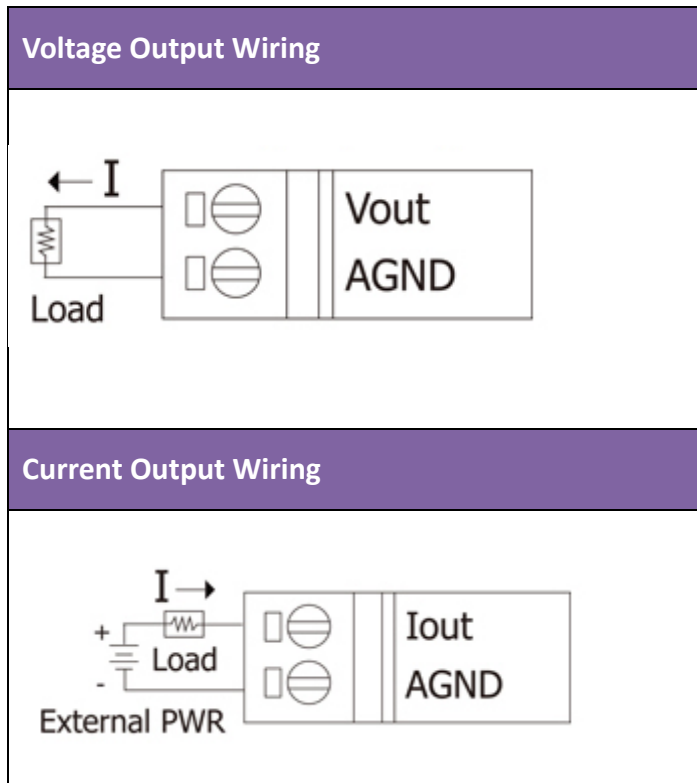 Voltage Output Wiring
I
Vout
AGND
Load
Current Output Wiring
I
+
Iout
Load
-
AGND
External PWR